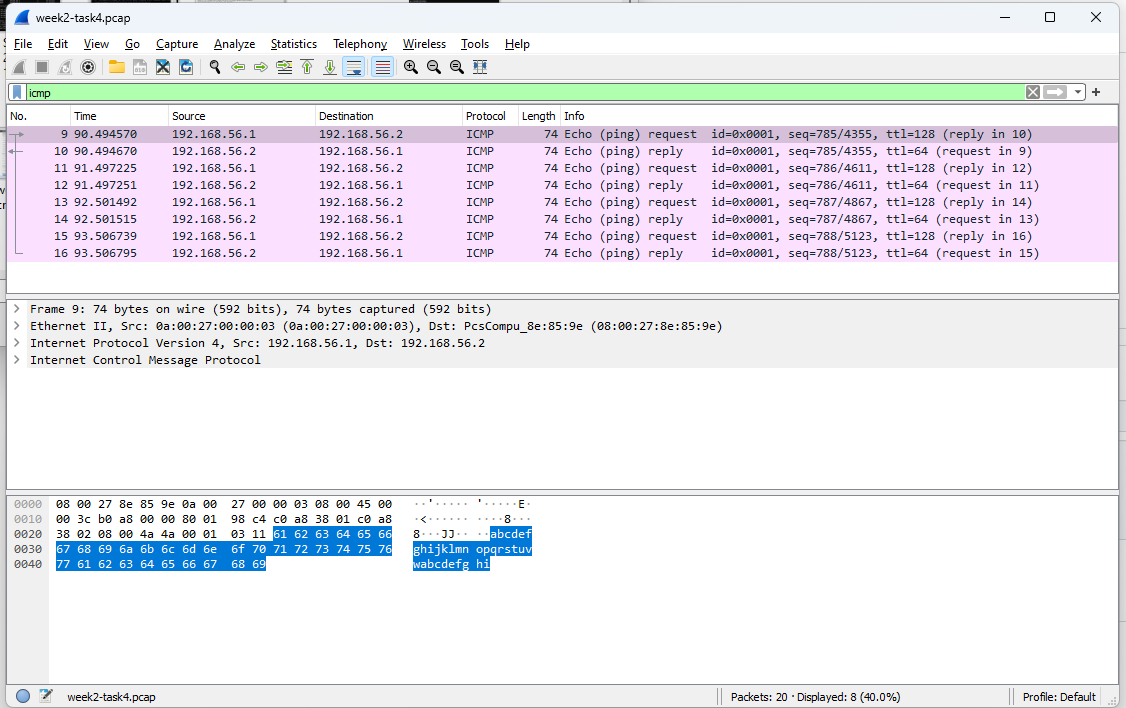 week2-task4.pcap
File Edit View Go Capture Analyze Statistics Telephony Wireless Tools Help
icmp
No. Time Source Destination Protocol Length Info
9 90.494570 192.168.56.1 192.168.56.2 ICMP 74 Echo (ping) request id=0x0001, seq=785/4355, ttl=128 (reply in 10)
10 90.494670 192.168.56.2 192.168.56.1 ICMP 74 Echo (ping) reply id=0x0001, seq=785/4355, ttl=64 (request in 9)
11 91.497225 192.168.56.1 192.168.56.2 ICMP 74 Echo (ping) request id=0x0001, seq=786/4611, ttl=128 (reply in 12)
12 91.497251 192.168.56.2 192.168.56.1 ICMP 74 Echo (ping) reply id=0x0001, seq=786/4611, ttl=64 (request in 11)
13 92.501492 192.168.56.1 192.168.56.2 ICMP 74 Echo (ping) request id=0x0001, seq=787/4867, ttl=128 (reply in 14)
14 92.501515 192.168.56.2 192.168.56.1 ICMP 74 Echo (ping) reply id=0x0001, seq=787/4867, ttl=64 (request in 13)
15 93.506739 192.168.56.1 192.168.56.2 ICMP 74 Echo (ping) request id=0x0001, seq=788/5123, ttl=128 (reply in 16)
16 93.506795 192.168.56.2 192.168.56.1 ICMP 74 Echo (ping) reply id=0x0001, seq=788/5123, ttl=64 (request in 15)
Frame 9: 74 bytes on wire (592 bits), 74 bytes captured (592 bits)
Ethernet II, Src: 0a:00:27:00:00:03 (0a:00:27:00:00:03), Dst: PcsCompu_8e:85:9e (08:00:27:8e:85:9e)
Internet Protocol Version 4, Src: 192.168.56.1, Dst: 192.168.56.2
Internet Control Message Protocol
0000 08 00 27 8e 85 9e 0a 00 27 00 00 03 08 00 45 00 ··'····· '·····E·
0010 00 3c b0 a8 00 00 80 01 98 c4 c0 a8 38 01 c0 a8 ·<······ ····8···
0020 38 02 08 00 4a 4a 00 01 03 11 61 62 63 64 65 66 8···JJ·· ··abcdef
0030 67 68 69 6a 6b 6c 6d 6e 6f 70 71 72 73 74 75 76 ghijklmn opqrstuv
0040 77 61 62 63 64 65 66 67 68 69 wabcdefg hi
week2-task4.pcap Packets: 20 · Displayed: 8 (40.0%) Profile: Default